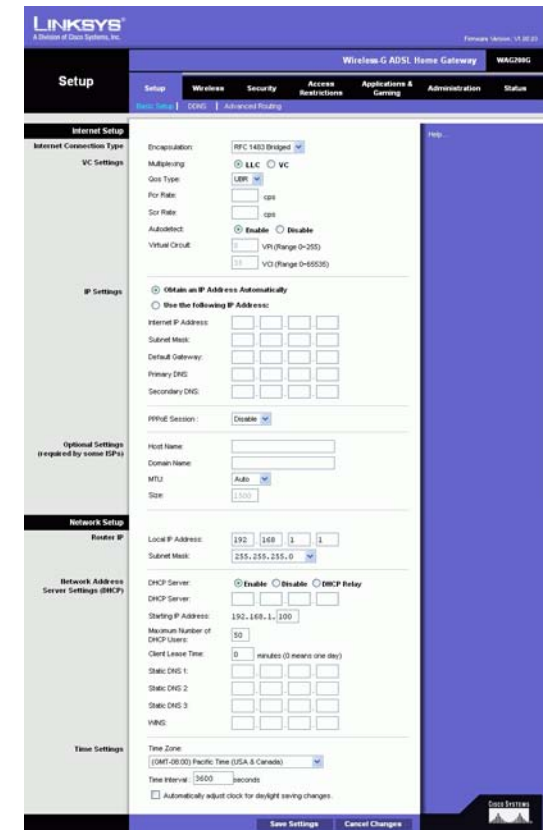 LINKSYS®
A Division of Cisco Systems, Inc.
Wireless-G ADSL Home Gateway WAG200G
Setup
Setup Wireless Security Access Restrictions Applications & Gaming Administration Status
Basic Setup | DDNS | Advanced Routing
Internet Setup
Help...
Internet Connection Type
Encapsulation: RFC 1483 Bridged
VC Settings
Multiplexing: LLC VC
Qos Type: UBR
Pcr Rate: cps
Scr Rate: cps
Autodetect: Enable Disable
Virtual Circuit: VPI (Range 0~255)
VCI (Range 0~65535)
IP Settings
Obtain an IP Address Automatically
Use the following IP Address:
Internet IP Address:
Subnet Mask:
Default Gateway:
Primary DNS:
Secondary DNS:
PPPoE Session : Disable
Optional Settings
(required by some ISPs)
Host Name:
Domain Name:
MTU: Auto
Size: 1500
Network Setup
Router IP
Local IP Address: 192 . 168 . 1 . 1
Subnet Mask: 255.255.255.0
Network Address
Server Settings (DHCP)
DHCP Server: Enable Disable DHCP Relay
DHCP Server:
Starting IP Address: 192.168.1. 100
Maximum Number of
DHCP Users: 50
Client Lease Time: 0 minutes (0 means one day)
Static DNS 1:
Static DNS 2:
Static DNS 3:
WINS:
Time Settings
Time Zone:
(GMT-08:00) Pacific Time (USA & Canada)
Time Interval : 3600 seconds
Automatically adjust clock for daylight saving changes.
Save Settings Cancel Changes
Cisco Systems